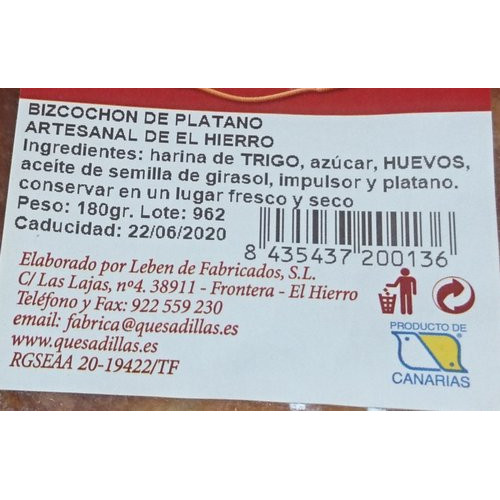 BIZCOCHON DE PLATANO
ARTESANAL DE EL HIERRO
Ingredientes: harina de TRIGO, azúcar, HUEVOS,
aceite de semilla de girasol, impulsor y platano.
conservar en un lugar fresco y seco
Peso: 180gr. Lote: 962
Caducidad: 22/06/2020
8 435437 200136
Elaborado por Leben de Fabricados, S.L.
C/ Las Lajas, nº4. 38911 - Frontera - El Hierro
Teléfono y Fax: 922 559 230
email: fabrica@quesadillas.es
www.quesadillas.es
RGSEAA 20-19422/TF
PRODUCTO DE
CANARIAS